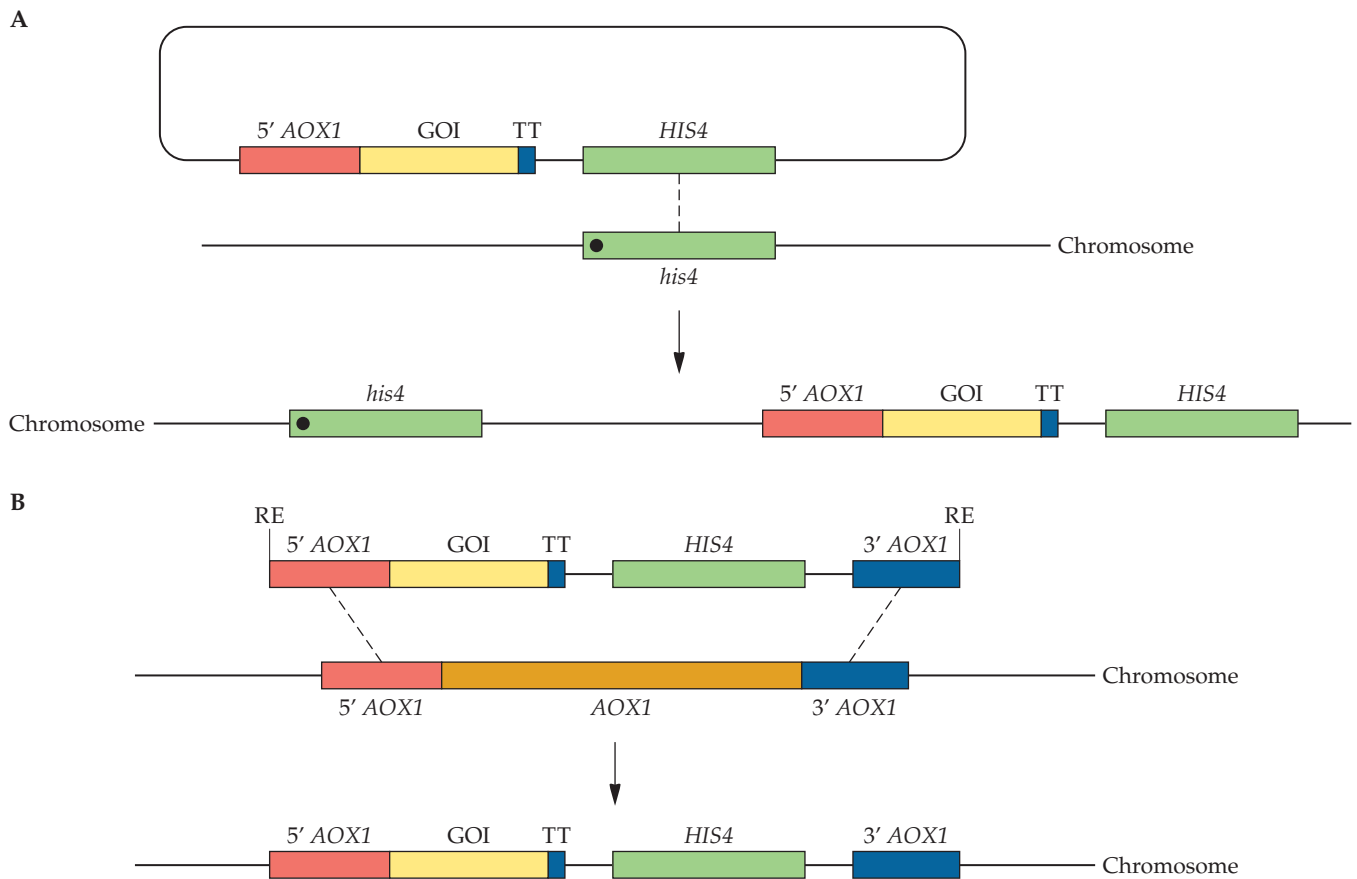 A
5′ AOX1 GOI TT HIS4
Chromosome
his4
his4 5′ AOX1 GOI TT HIS4
Chromosome
B
RE RE
5′ AOX1 GOI TT HIS4 3′ AOX1
Chromosome
5′ AOX1 AOX1 3′ AOX1
5′ AOX1 GOI TT HIS4 3′ AOX1
Chromosome